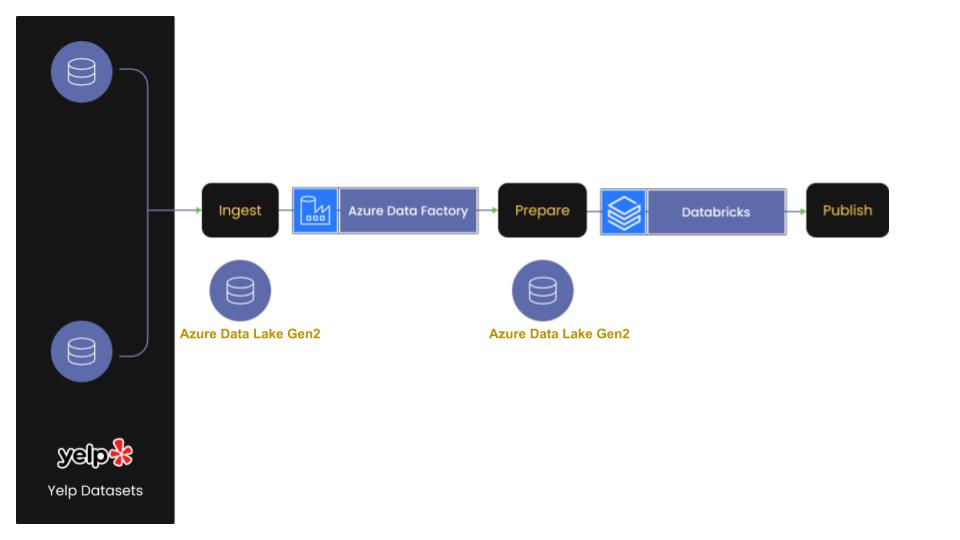 Ingest
Azure Data Factory
Prepare
Databricks
Publish
Azure Data Lake Gen2
Azure Data Lake Gen2
yelp
Yelp Datasets